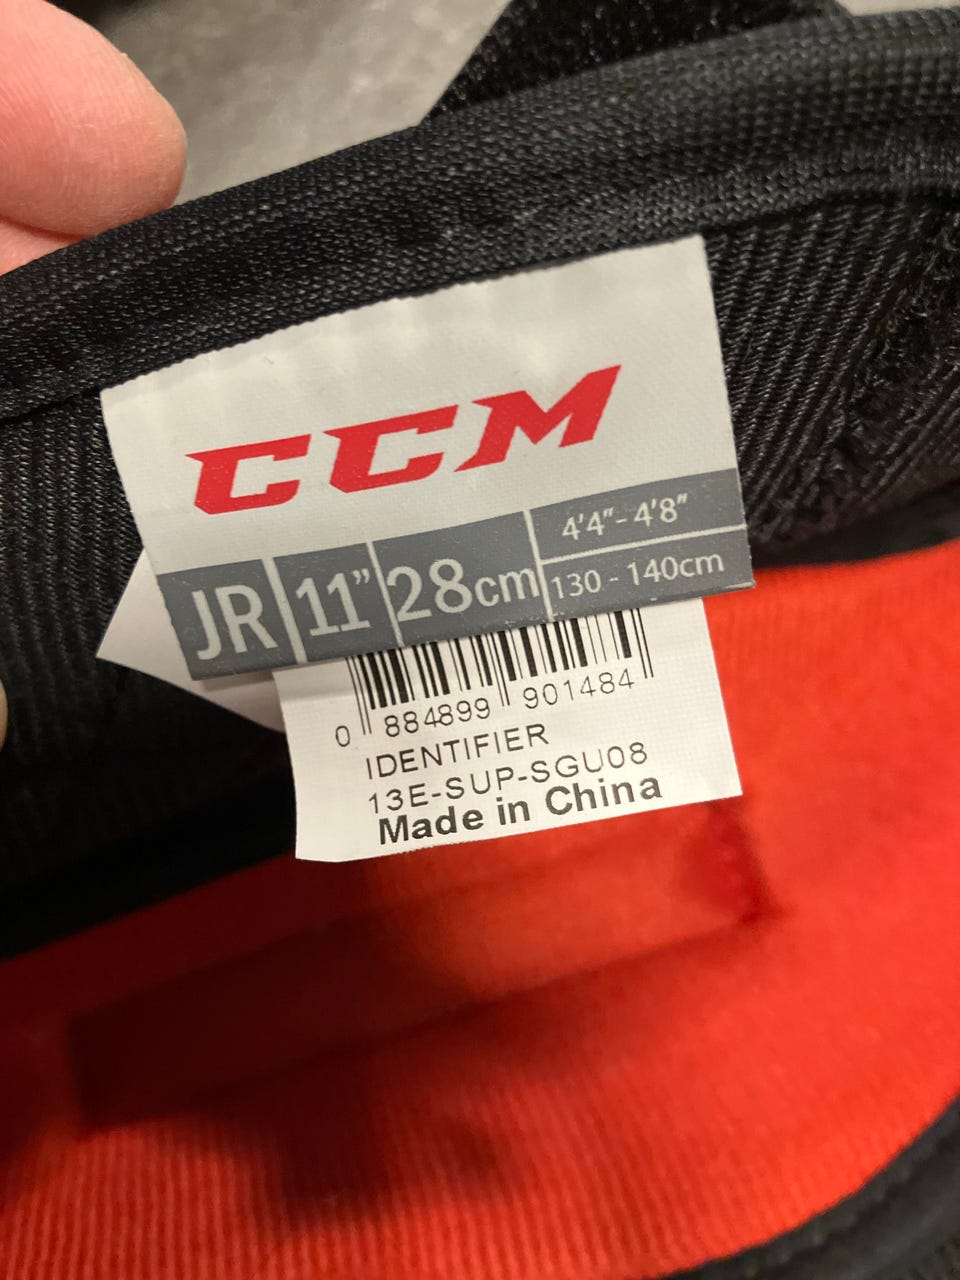 CCM
JR 11” 28cm
4'4"-4'8"
130 - 140cm
0 884899 901484
IDENTIFIER
13E-SUP-SGU08
Made in China